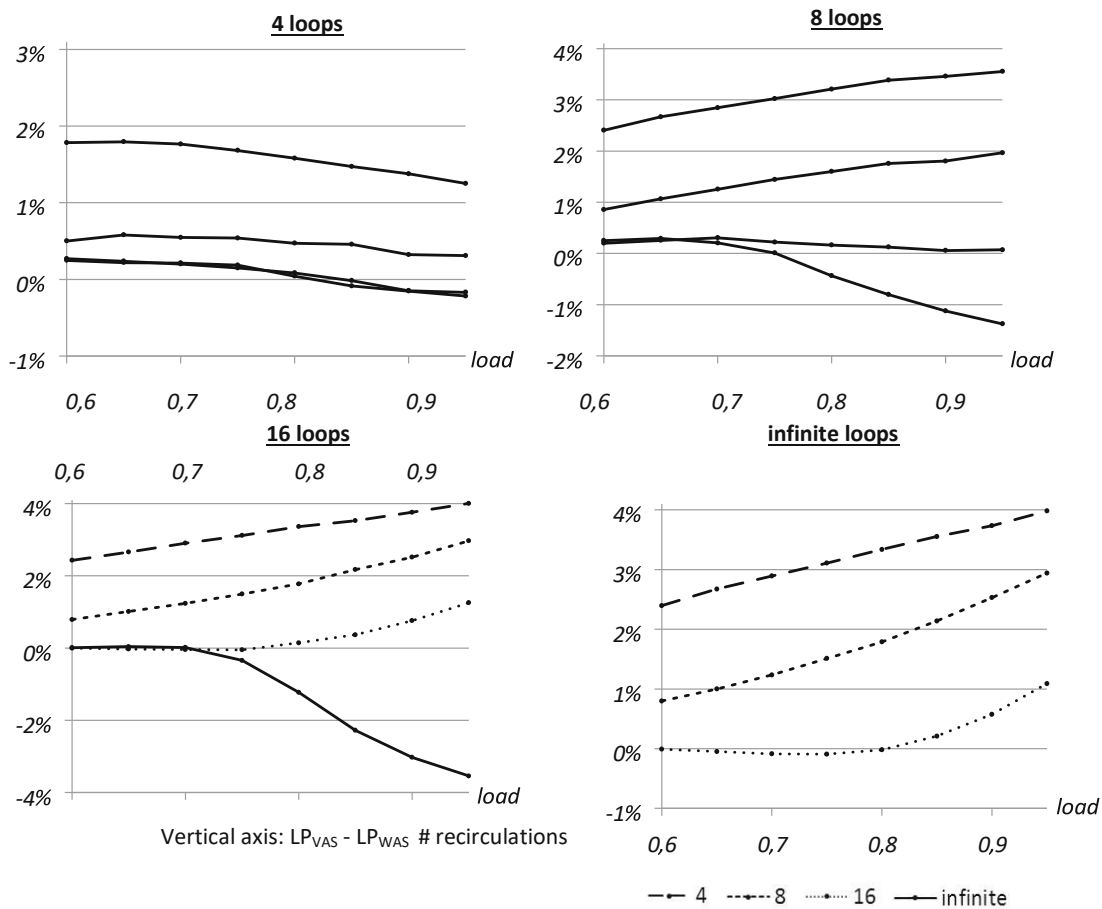 4 loops
3%
2%
1%
0%
-1%
load
0,6 0,7 0,8 0,9
8 loops
4%
3%
2%
1%
0%
-1%
-2%
load
0,6 0,7 0,8 0,9
16 loops
0,6 0,7 0,8 0,9
4%
2%
0%
-2%
-4%
load
infinite loops
4%
3%
2%
1%
0%
-1%
load
0,6 0,7 0,8 0,9
Vertical axis: LPVAS - LPWAS # recirculations
4 8 16 infinite